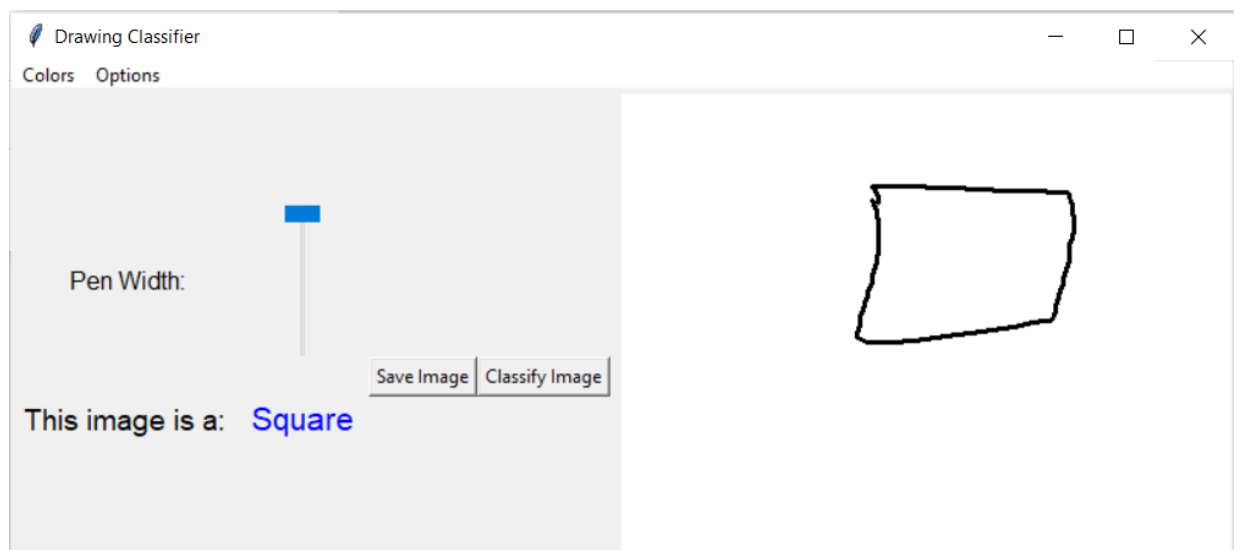 Drawing Classifier
Colors Options
Pen Width:
Save Image Classify Image
This image is a: Square